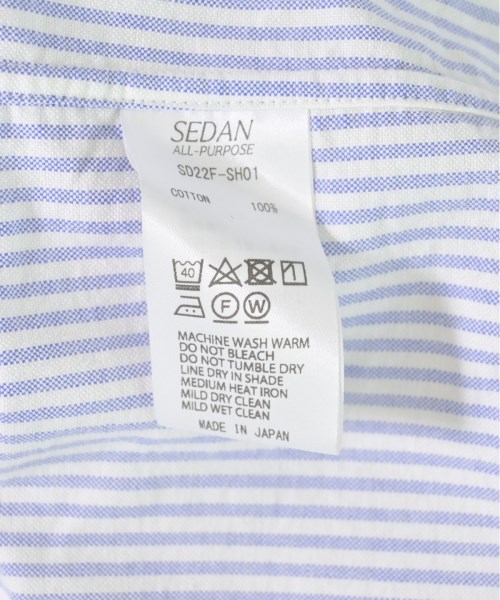 SEDAN
ALL-PURPOSE
SD22F-SH01
COTTON 100%
40
F W
MACHINE WASH WARM
DO NOT BLEACH
DO NOT TUMBLE DRY
LINE DRY IN SHADE
MEDIUM HEAT IRON
MILD DRY CLEAN
MILD WET CLEAN
MADE IN JAPAN